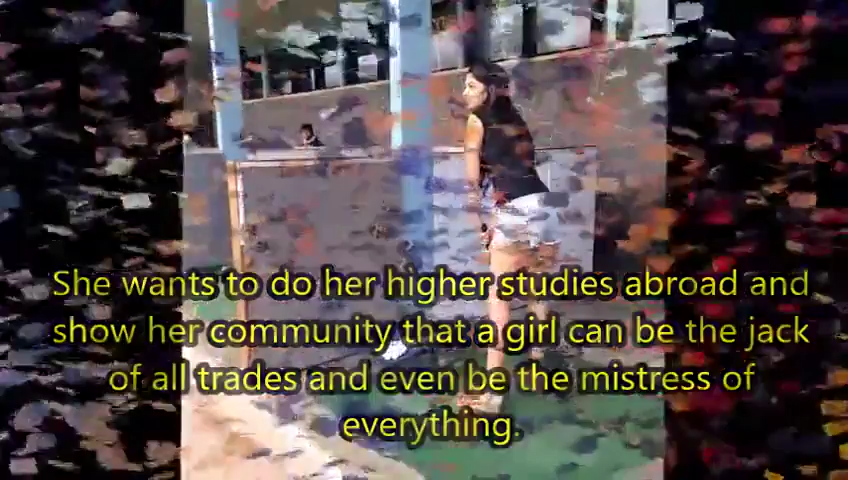 She wants to do her higher studies abroad and
show her community that a girl can be the jack
of all trades and even be the mistress of
everything.